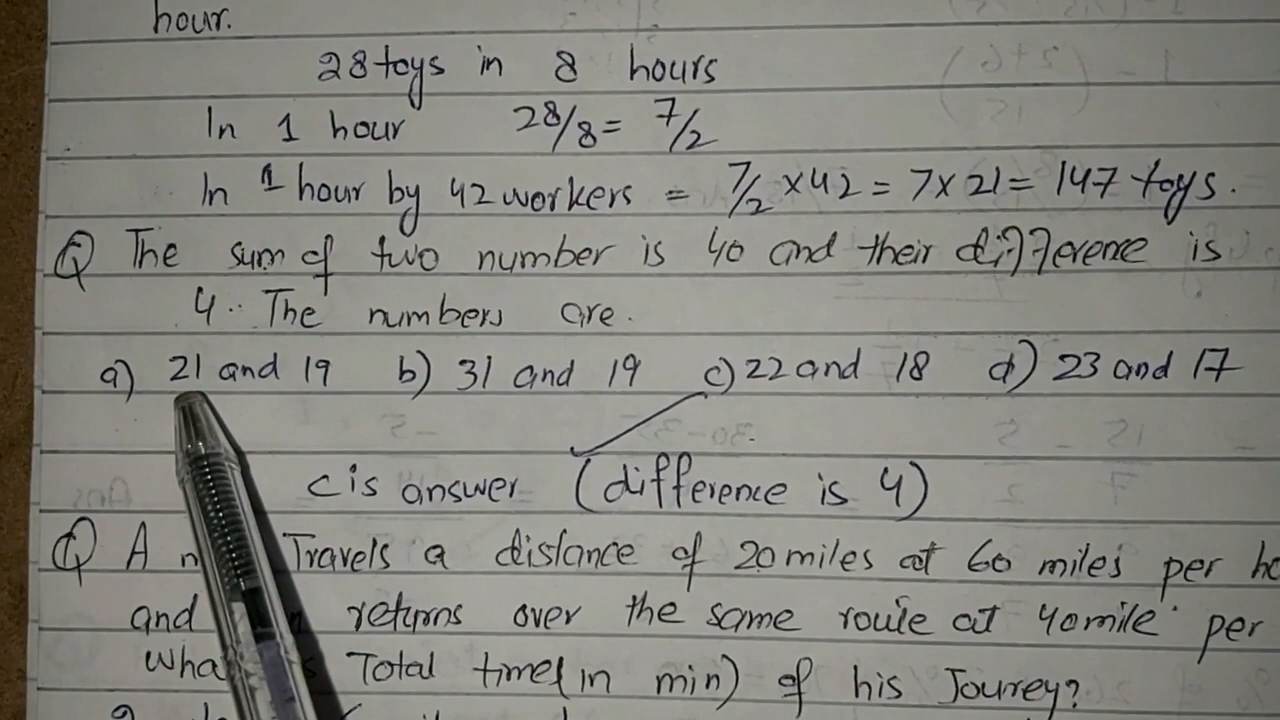 hour.
28 toys in 8 hours
In 1 hour 28/8 = 7/2
In 1 hour by 42 workers = 7/2 x 42 = 7 x 21 = 147 toys.
Q The sum of two number is 40 and their difference is
4. The numbers are.
a) 21 and 19 b) 31 and 19 c) 22 and 18 d) 23 and 17
c is answer (difference is 4)
Q A Travels a distance of 20 miles at 60 miles per
and returns over the same route at 40 mile per
Total time (in min) of his Jourey?